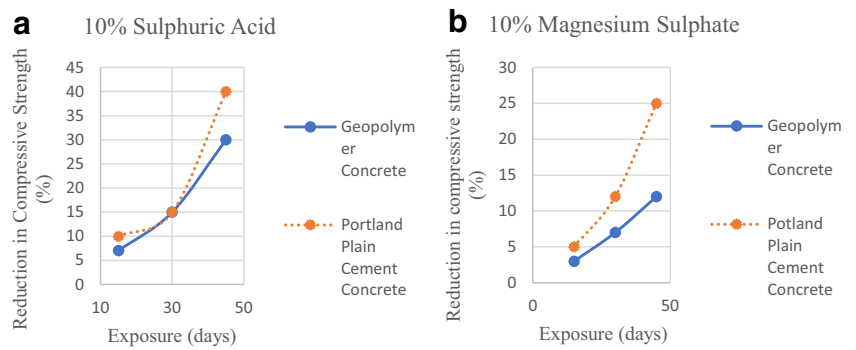 a 10% Sulphuric Acid
Reduction in Compressive Strength
(%)
45
40
35
30
25
20
15
10
5
0
10 30 50
Exposure (days)
Geopolym
er
Concrete
Portland
Plain
Cement
Concrete
b 10% Magnesium Sulphate
Reduction in compressive strength
(%)
30
25
20
15
10
5
0
0 50
Exposure (days)
Geopolym
er
Concrete
Potland
Plain
Cement
Concrete